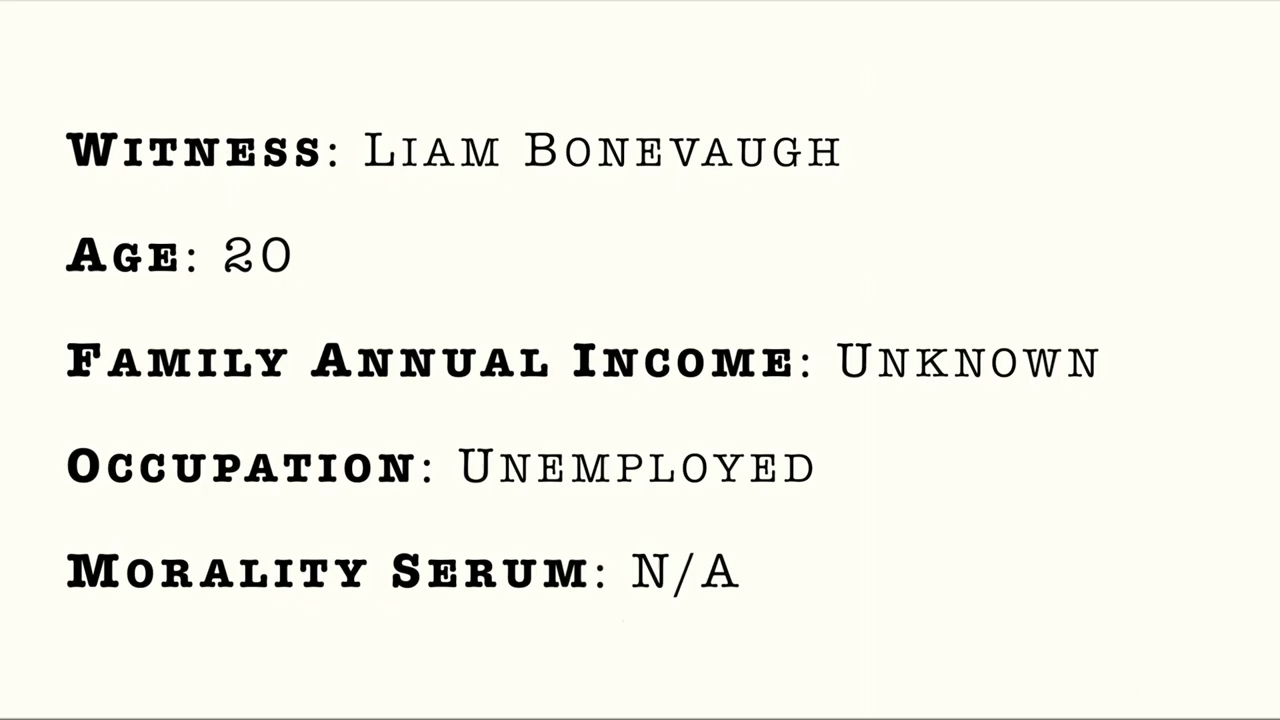 Witness: Liam Bonevaugh
Age: 20
Family Annual Income: Unknown
Occupation: Unemployed
Morality Serum: N/A